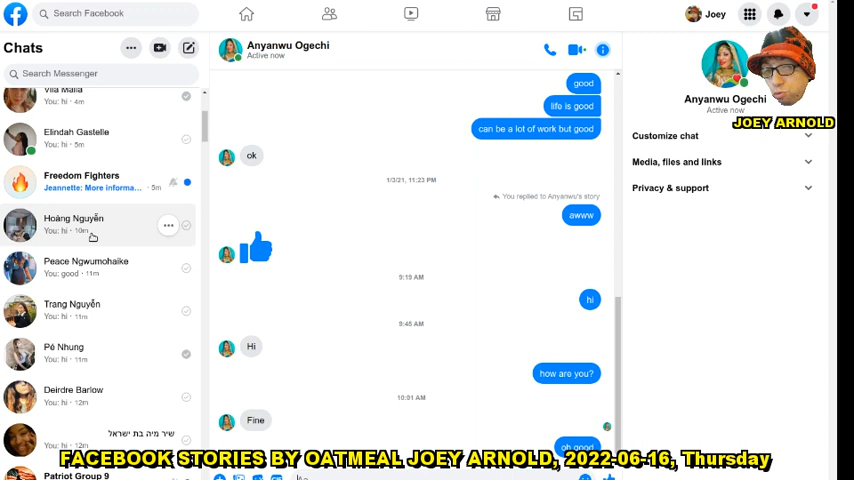 Search Facebook
Joey
Chats
Search Messenger
You: hi · 4m
Elindah Gastelle
You: hi · 5m
Freedom Fighters
Jeannette: More informa... · 5m
Hoàng Nguyễn
You: hi · 10m
Peace Ngwumohaike
You: good · 11m
Trang Nguyễn
You: hi · 11m
Pé Nhung
You: hi · 11m
Deirdre Barlow
You: hi · 12m
שיר מיה בת ישראל
You: hi · 12m
Patriot Group 9
Anyanwu Ogechi
Active now
good
life is good
can be a lot of work but good
ok
1/3/21, 11:23 PM
You replied to Anyanwu's story
awww
9:19 AM
hi
9:45 AM
Hi
how are you?
10:01 AM
Fine
oh good
Aa
Anyanwu Ogechi
Active now
JOEY ARNOLD
Customize chat
Media, files and links
Privacy & support
FACEBOOK STORIES BY OATMEAL JOEY ARNOLD, 2022-06-16, Thursday